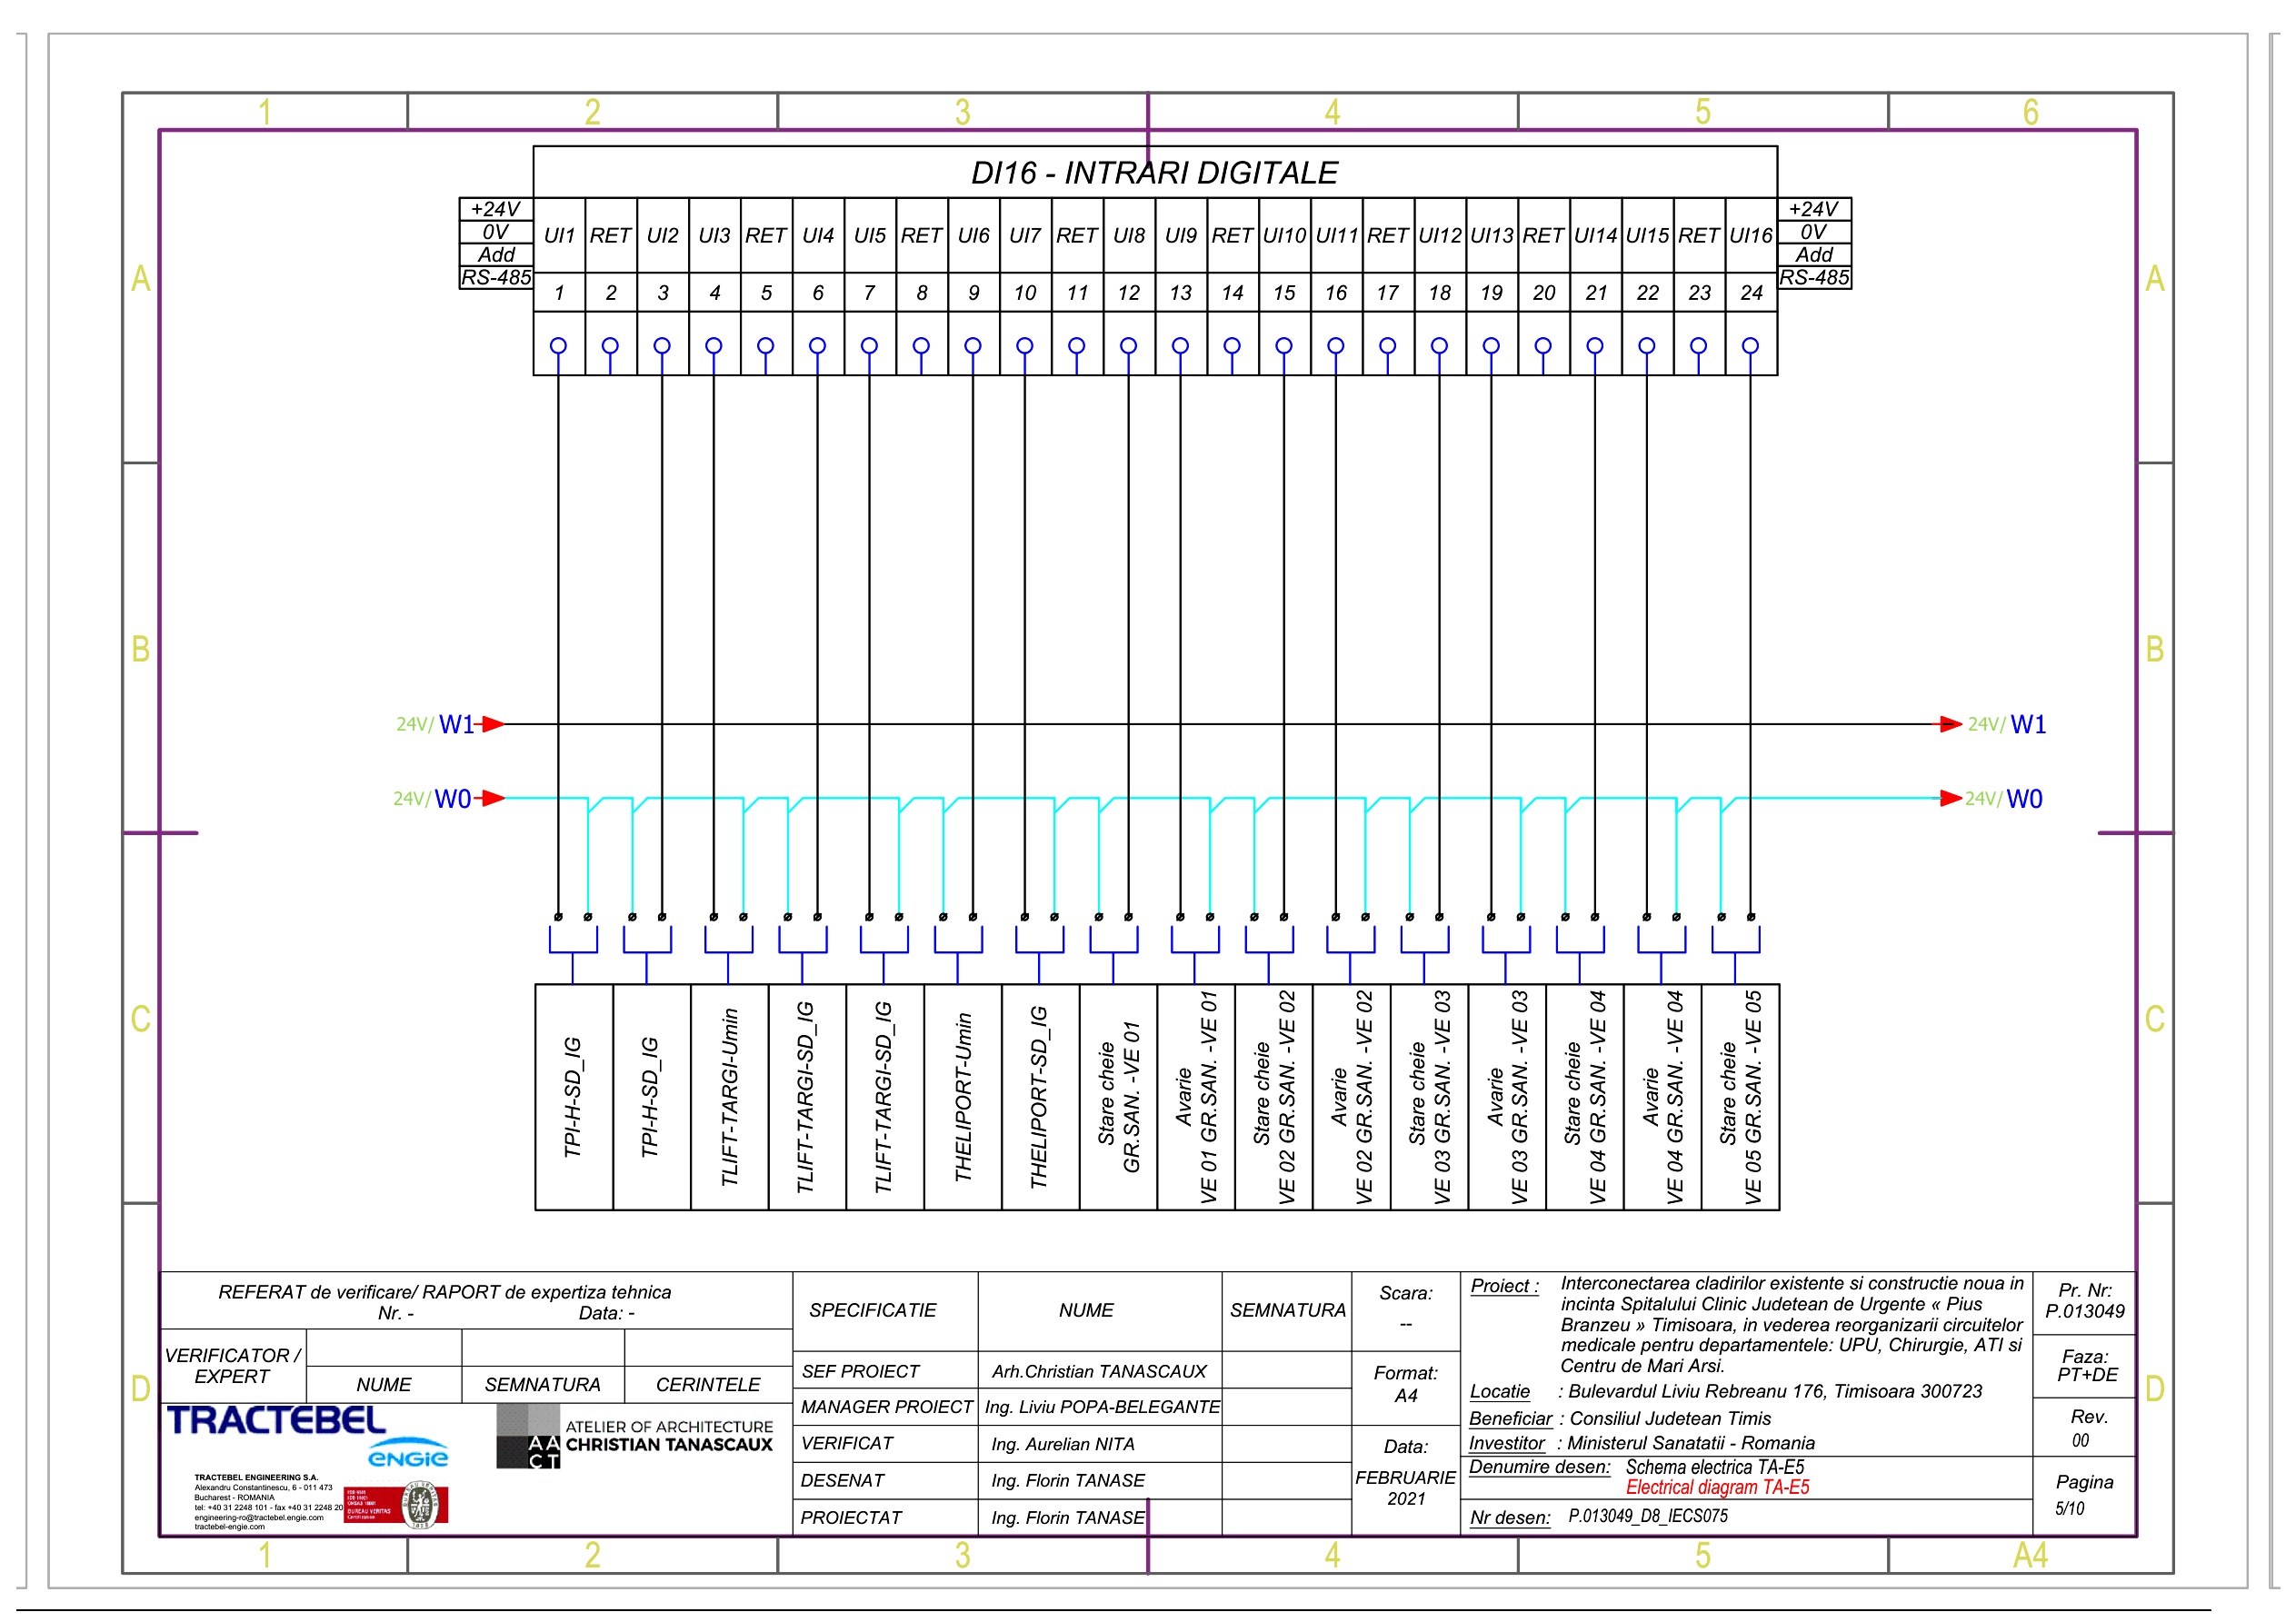 1 2 3 4 5 6
DI16 - INTRARI DIGITALE
+24V
0V
Add
RS-485
UI1 RET UI2 UI3 RET UI4 UI5 RET UI6 UI7 RET UI8 UI9 RET UI10 UI11 RET UI12 UI13 RET UI14 UI15 RET UI16
1 2 3 4 5 6 7 8 9 10 11 12 13 14 15 16 17 18 19 20 21 22 23 24
+24V
0V
Add
RS-485
A A
B B
24V/ W1 24V/ W1
24V/ W0 24V/ W0
C C
TPI-H-SD_IG
TPI-H-SD_IG
TLIFT-TARGI-Umin
TLIFT-TARGI-SD_IG
TLIFT-TARGI-SD_IG
THELIPORT-Umin
THELIPORT-SD_IG
Stare cheie
GR.SAN. -VE 01
Avarie
VE 01 GR.SAN. -VE 01
Stare cheie
VE 02 GR.SAN. -VE 02
Avarie
VE 02 GR.SAN. -VE 02
Stare cheie
VE 03 GR.SAN. -VE 03
Avarie
VE 03 GR.SAN. -VE 03
Stare cheie
VE 04 GR.SAN. -VE 04
Avarie
VE 04 GR.SAN. -VE 04
Stare cheie
VE 05 GR.SAN. -VE 05
D D
REFERAT de verificare/ RAPORT de expertiza tehnica
Nr. - Data: -
VERIFICATOR /
EXPERT
NUME SEMNATURA CERINTELE
TRACTEBEL
ENGIE
AACT
ATELIER OF ARCHITECTURE
CHRISTIAN TANASCAUX
TRACTEBEL ENGINEERING S.A.
Alexandru Constantinescu, 6 - 011 473
Bucharest - ROMANIA
tel: +40 31 2248 101 - fax +40 31 2248 20
engineering-ro@tractebel.engie.com
tractebel-engie.com
BUREAU VERITAS
SPECIFICATIE NUME SEMNATURA
SEF PROIECT Arh.Christian TANASCAUX
MANAGER PROIECT Ing. Liviu POPA-BELEGANTE
VERIFICAT Ing. Aurelian NITA
DESENAT Ing. Florin TANASE
PROIECTAT Ing. Florin TANASE
Scara:
--
Format:
A4
Data:
FEBRUARIE
2021
Proiect : Interconectarea cladirilor existente si constructie noua in
incinta Spitalului Clinic Judetean de Urgente « Pius
Branzeu » Timisoara, in vederea reorganizarii circuitelor
medicale pentru departamentele: UPU, Chirurgie, ATI si
Centru de Mari Arsi.
Locatie : Bulevardul Liviu Rebreanu 176, Timisoara 300723
Beneficiar : Consiliul Judetean Timis
Investitor : Ministerul Sanatatii - Romania
Denumire desen: Schema electrica TA-E5
Electrical diagram TA-E5
Nr desen: P.013049_D8_IECS075
Pr. Nr:
P.013049
Faza:
PT+DE
Rev.
00
Pagina
5/10
1 2 3 4 5 A4